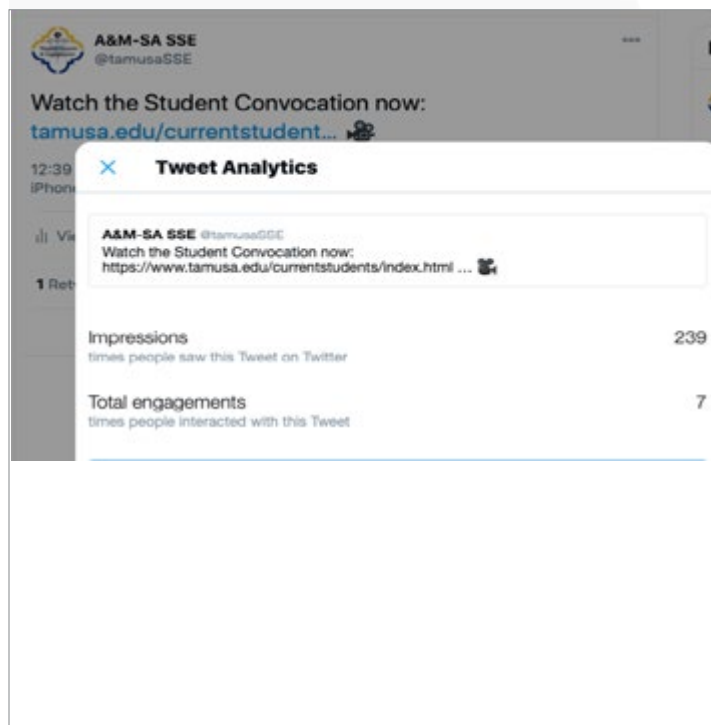 A&M-SA SSE
@tamusaSSE
Watch the Student Convocation now:
tamusa.edu/currentstudent...
12:39
iPhon
Tweet Analytics
Vie
A&M-SA SSE @tamusaSSE
Watch the Student Convocation now:
https://www.tamusa.edu/currentstudents/index.html ...
1 Ret
Impressions 239
times people saw this Tweet on Twitter
Total engagements 7
times people interacted with this Tweet